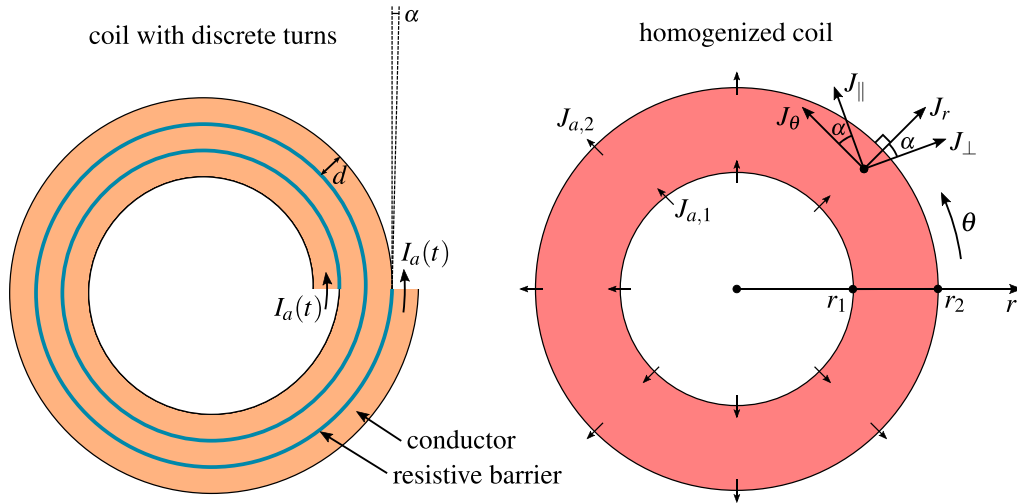 coil with discrete turns
α
d
I_a(t)
I_a(t)
conductor
resistive barrier
homogenized coil
J_{a,2}
J_{a,1}
J_θ
J_∥
α
J_r
α
J_⊥
θ
r_1
r_2
r